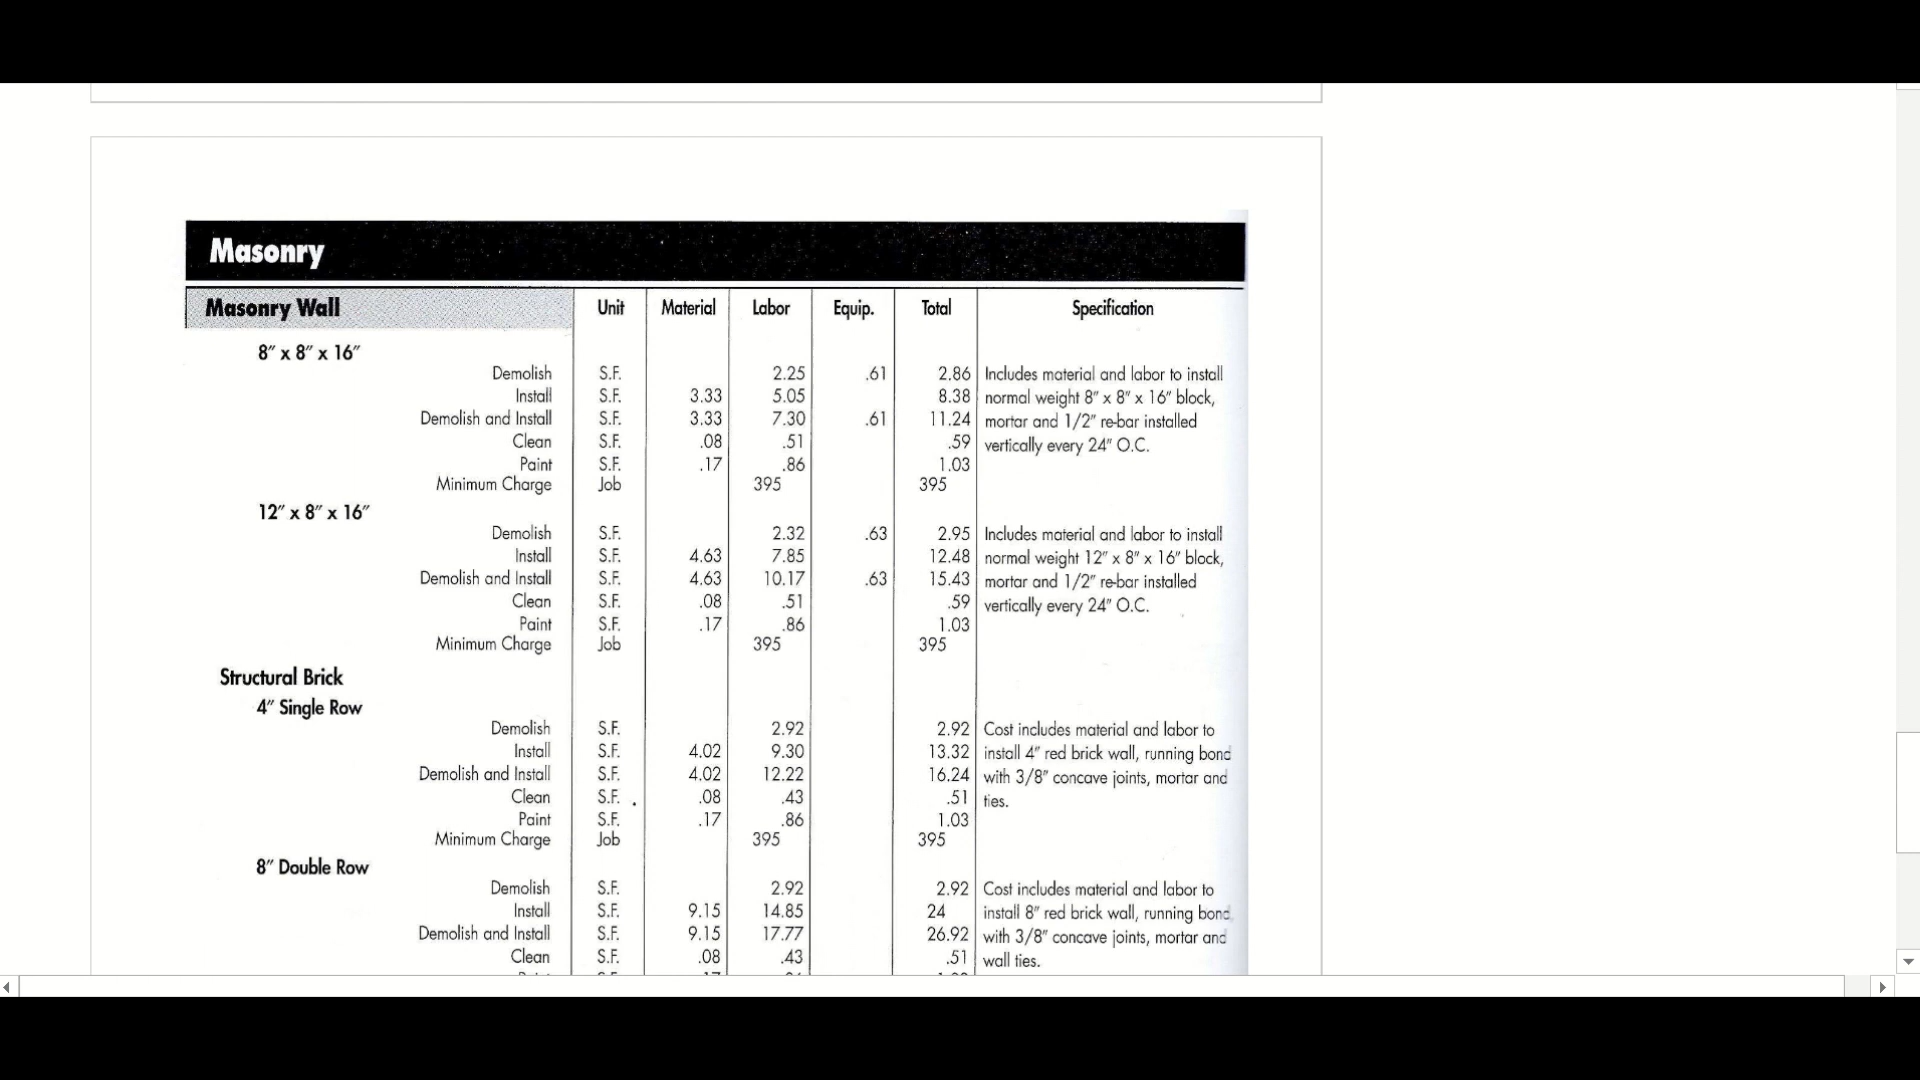 Masonry
Masonry Wall Unit Material Labor Equip. Total Specification
8" x 8" x 16"
Demolish S.F. 2.25 .61 2.86 Includes material and labor to install
Install S.F. 3.33 5.05 8.38 normal weight 8" x 8" x 16" block,
Demolish and Install S.F. 3.33 7.30 .61 11.24 mortar and 1/2" re-bar installed
Clean S.F. .08 .51 .59 vertically every 24" O.C.
Paint S.F. .17 .86 1.03
Minimum Charge Job 395 395
12" x 8" x 16"
Demolish S.F. 2.32 .63 2.95 Includes material and labor to install
Install S.F. 4.63 7.85 12.48 normal weight 12" x 8" x 16" block,
Demolish and Install S.F. 4.63 10.17 .63 15.43 mortar and 1/2" re-bar installed
Clean S.F. .08 .51 .59 vertically every 24" O.C.
Paint S.F. .17 .86 1.03
Minimum Charge Job 395 395
Structural Brick
4" Single Row
Demolish S.F. 2.92 2.92 Cost includes material and labor to
Install S.F. 4.02 9.30 13.32 install 4" red brick wall, running bond
Demolish and Install S.F. 4.02 12.22 16.24 with 3/8" concave joints, mortar and
Clean S.F. .08 .43 .51 ties.
Paint S.F. .17 .86 1.03
Minimum Charge Job 395 395
8" Double Row
Demolish S.F. 2.92 2.92 Cost includes material and labor to
Install S.F. 9.15 14.85 24 install 8" red brick wall, running bond,
Demolish and Install S.F. 9.15 17.77 26.92 with 3/8" concave joints, mortar and
Clean S.F. .08 .43 .51 wall ties.